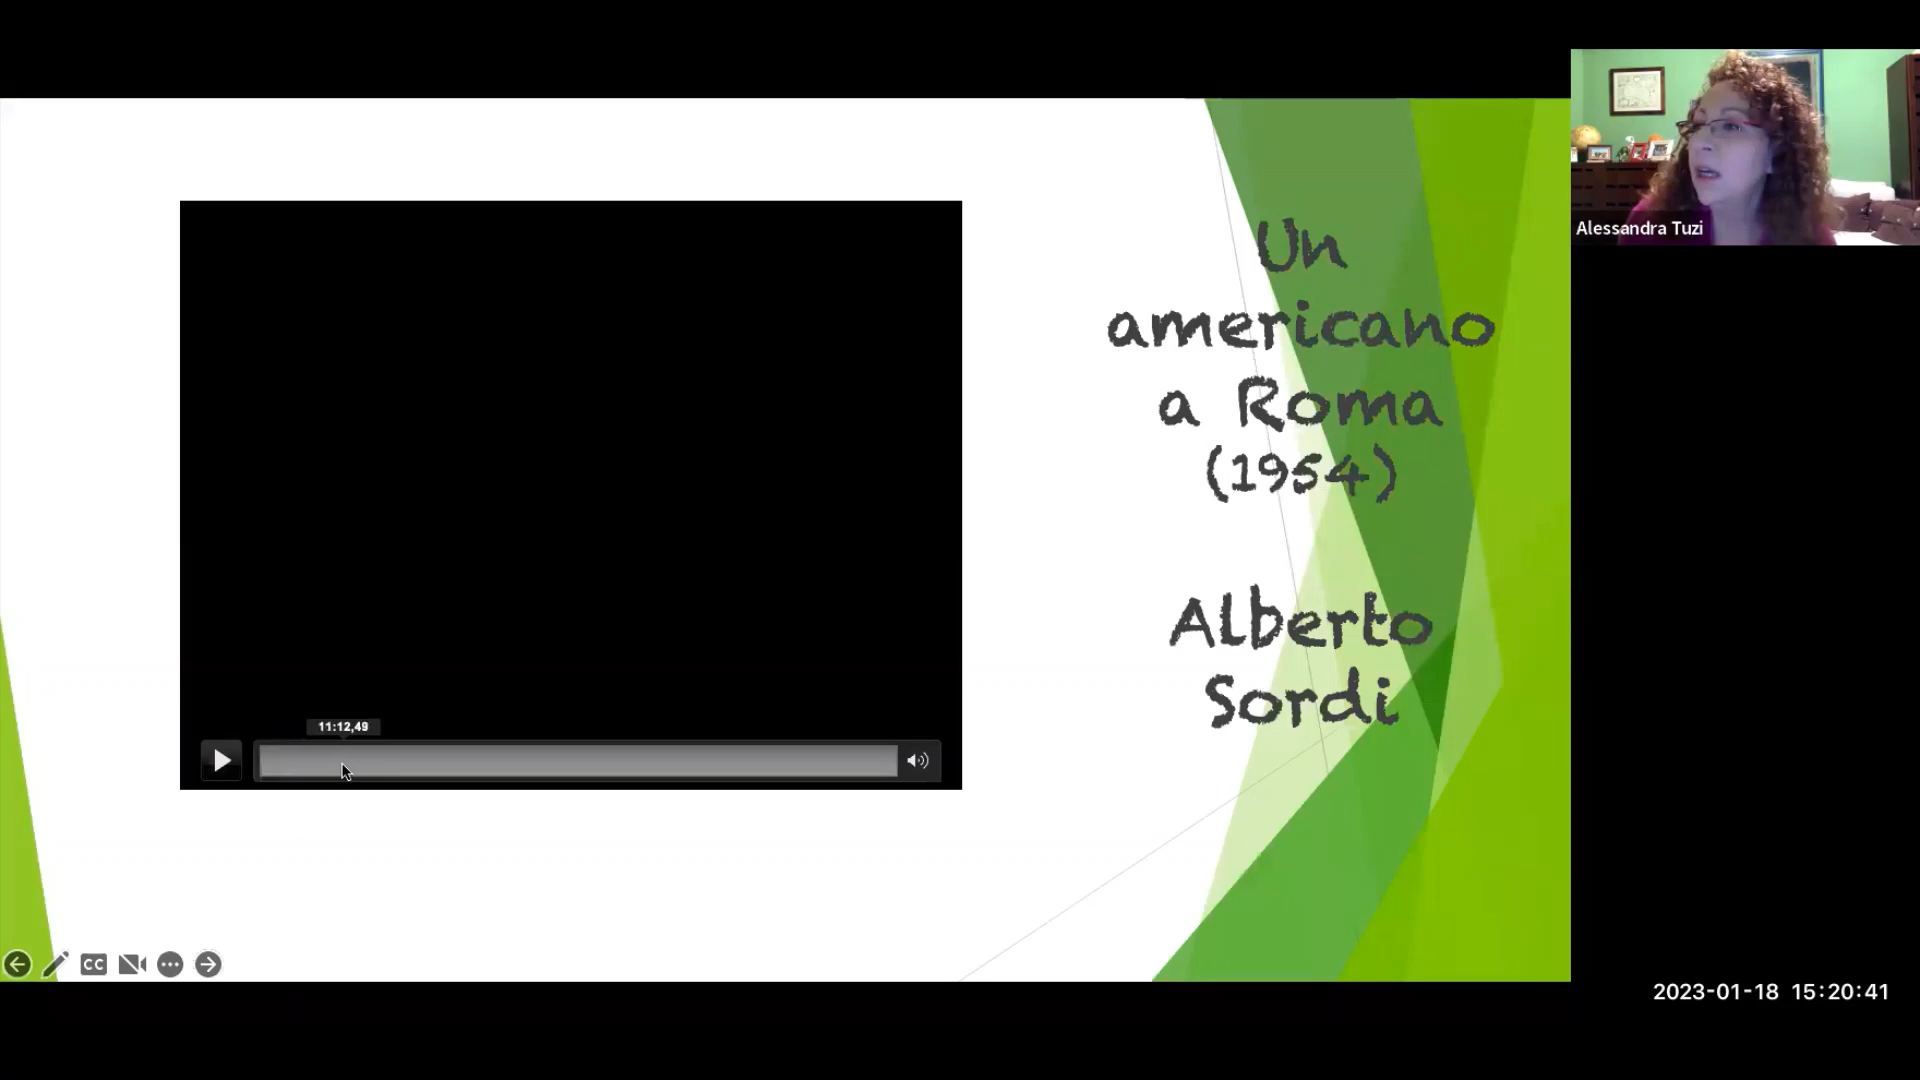 Un
americano
a Roma
(1954)
Alberto
Sordi
11:12,49
CC
Alessandra Tuzi
2023-01-18 15:20:41